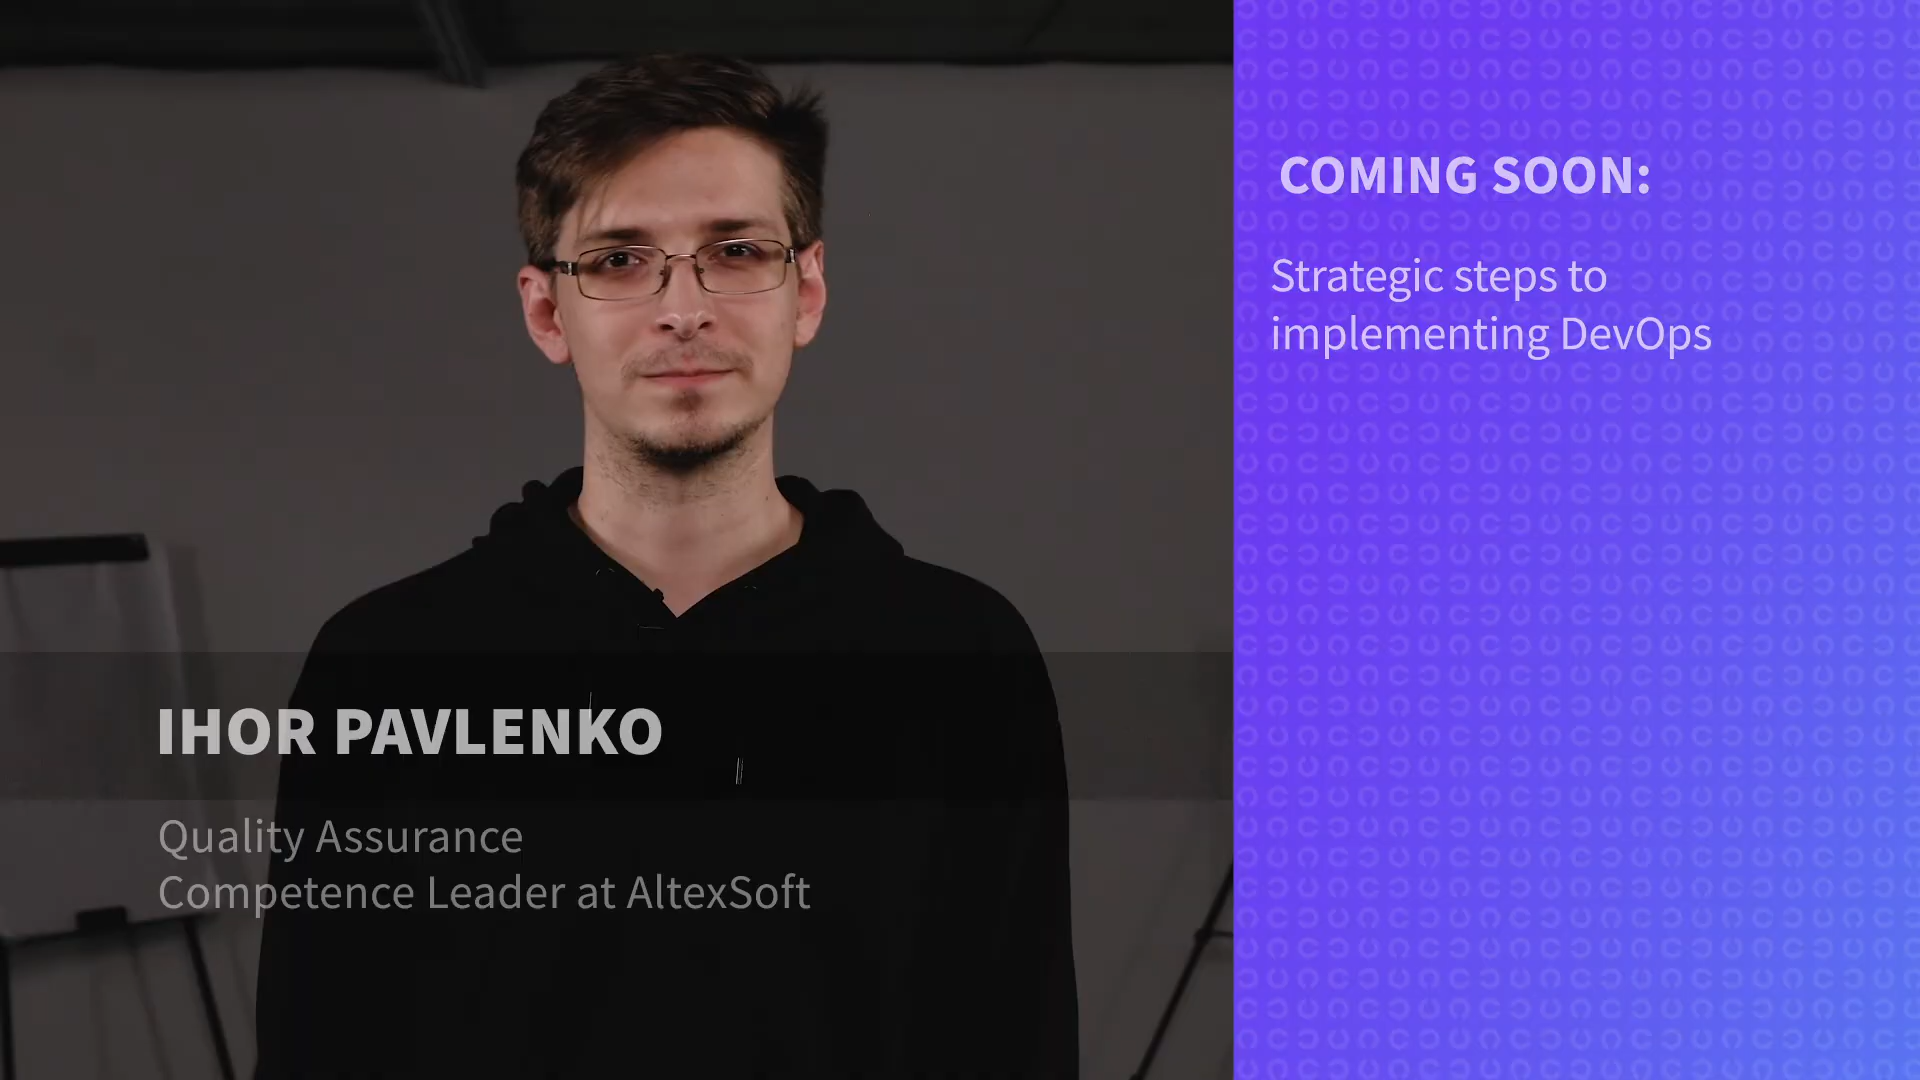 IHOR PAVLENKO
Quality Assurance
Competence Leader at AltexSoft
COMING SOON:
Strategic steps to
implementing DevOps